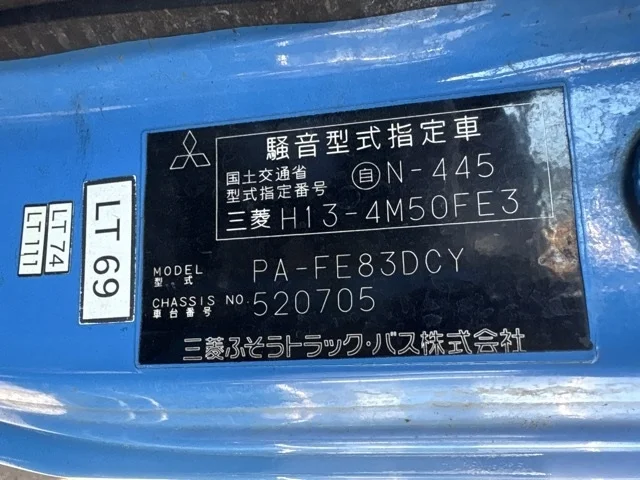 騒音型式指定車
国土交通省
型式指定番号
自 N-445
三菱 H13-4M50FE3
MODEL
型式
PA-FE83DCY
CHASSIS NO.
車台番号
520705
三菱ふそうトラック・バス株式会社
LT 69
LT 74
LT111